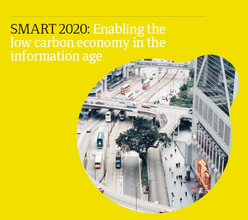 SMART 2020: Enabling the
low carbon economy in the
information age